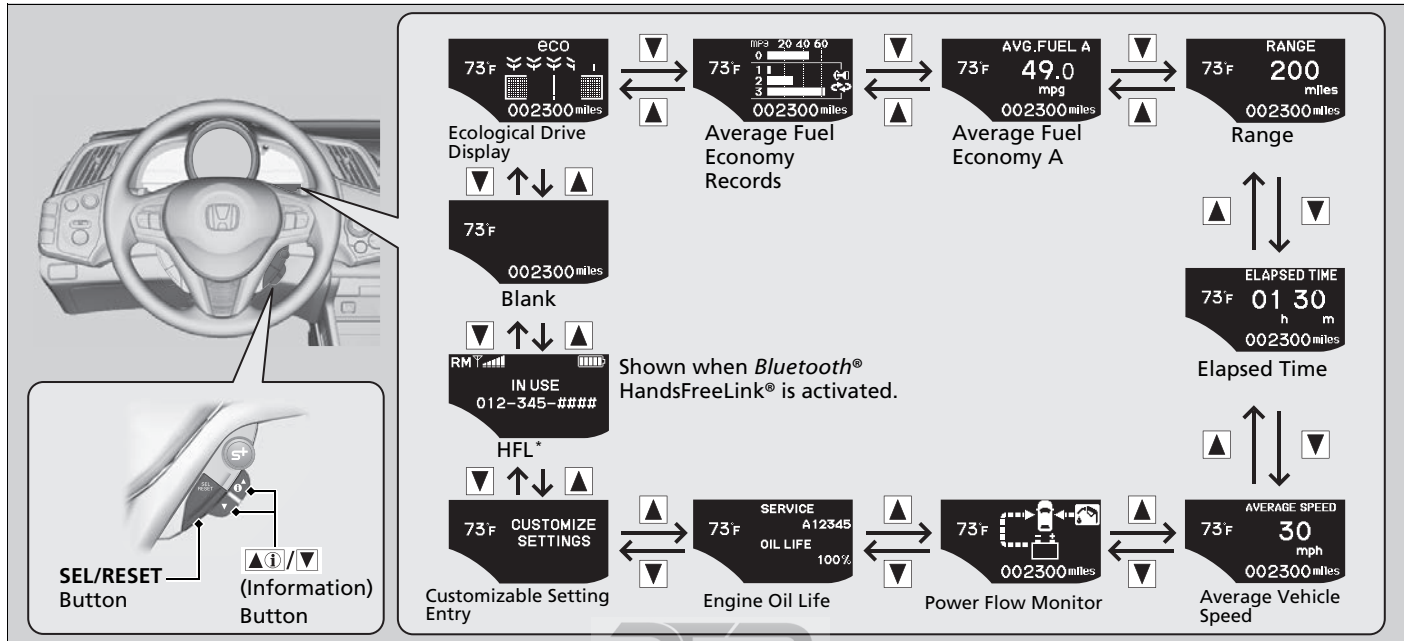 eco
73°F
002300 miles
Ecological Drive
Display
▼
▲
mpg 20 40 60
0
1
2
3
73°F
002300 miles
Average Fuel
Economy
Records
▼
▲
AVG.FUEL A
73°F
49.0
mpg
002300 miles
Average Fuel
Economy A
▼
▲
RANGE
73°F
200
miles
002300 miles
Range
▼ ▲
73°F
002300 miles
Blank
▲ ▼
ELAPSED TIME
73°F
01 30
h m
002300 miles
Elapsed Time
▼ ▲
RM
IN USE
012-345-####
HFL*
Shown when Bluetooth®
HandsFreeLink® is activated.
▲ ▼
▼ ▲
73°F
CUSTOMIZE
SETTINGS
Customizable Setting
Entry
▲
▼
SERVICE
A12345
73°F
OIL LIFE
100%
Engine Oil Life
▲
▼
73°F
002300 miles
Power Flow Monitor
▲
▼
AVERAGE SPEED
73°F
30
mph
002300 miles
Average Vehicle
Speed
S+
SEL
RESET
SEL/RESET
Button
▲ⓘ/▼
(Information)
Button